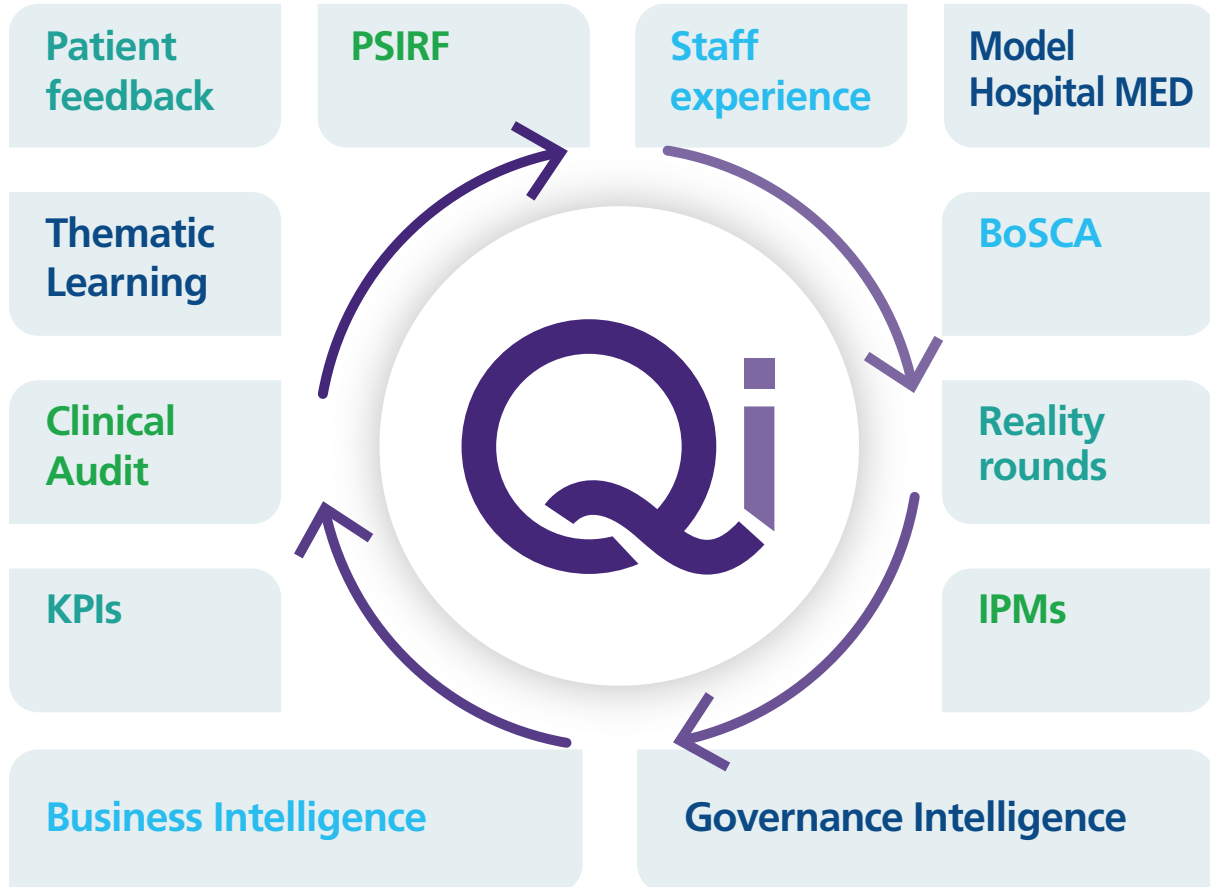 Patient
feedback
PSIRF
Staff
experience
Model
Hospital MED
Thematic
Learning
BoSCA
Clinical
Audit
Qi
Reality
rounds
KPIs
IPMs
Business Intelligence
Governance Intelligence